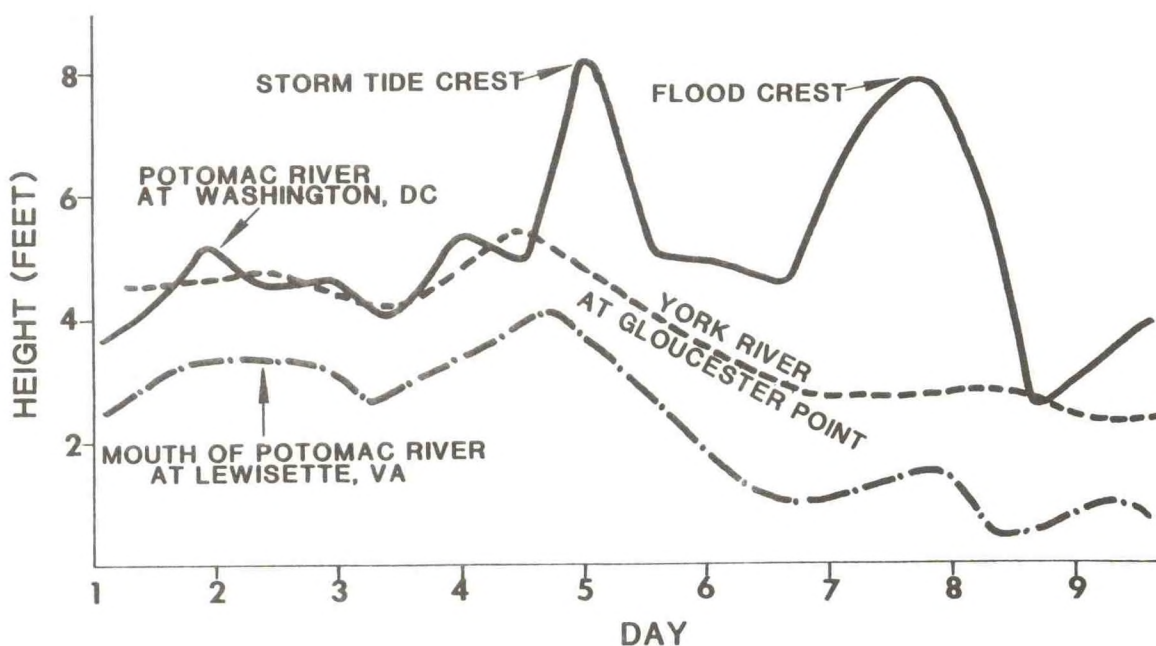 STORM TIDE CREST
FLOOD CREST
POTOMAC RIVER
AT WASHINGTON, DC
YORK RIVER
AT GLOUCESTER POINT
MOUTH OF POTOMAC RIVER
AT LEWISETTE, VA
HEIGHT (FEET)
8
6
4
2
1 2 3 4 5 6 7 8 9
DAY